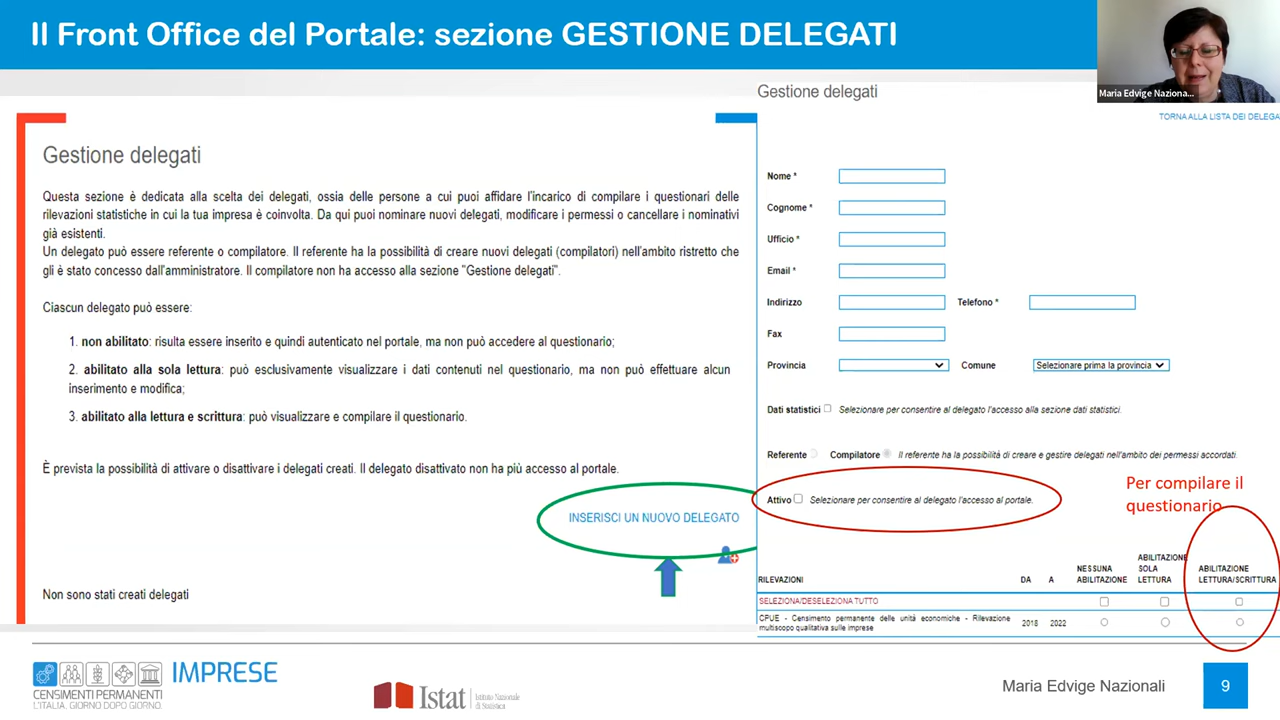 Il Front Office del Portale: sezione GESTIONE DELEGATI
Maria Edvige Naziona...
Gestione delegati
Questa sezione è dedicata alla scelta dei delegati, ossia delle persone a cui puoi affidare l'incarico di compilare i questionari delle
rilevazioni statistiche in cui la tua impresa è coinvolta. Da qui puoi nominare nuovi delegati, modificare i permessi o cancellare i nominativi
già esistenti.
Un delegato può essere referente o compilatore. Il referente ha la possibilità di creare nuovi delegati (compilatori) nell'ambito ristretto che
gli è stato concesso dall'amministratore. Il compilatore non ha accesso alla sezione "Gestione delegati".
Ciascun delegato può essere:
1. non abilitato: risulta essere inserito e quindi autenticato nel portale, ma non può accedere al questionario;
2. abilitato alla sola lettura: può esclusivamente visualizzare i dati contenuti nel questionario, ma non può effettuare alcun
inserimento e modifica;
3. abilitato alla lettura e scrittura: può visualizzare e compilare il questionario.
È prevista la possibilità di attivare o disattivare i delegati creati. Il delegato disattivato non ha più accesso al portale.
INSERISCI UN NUOVO DELEGATO
Non sono stati creati delegati
Gestione delegati
TORNA ALLA LISTA DEI DELEGA
Nome *
Cognome *
Ufficio *
Email *
Indirizzo Telefono *
Fax
Provincia Comune Selezionare prima la provincia
Dati statistici Selezionare per consentire al delegato l'accesso alla sezione dati statistici.
Referente Compilatore Il referente ha la possibilità di creare e gestire delegati nell'ambito dei permessi accordati.
Attivo Selezionare per consentire al delegato l'accesso al portale.
Per compilare il
questionario
RILEVAZIONI DA A NESSUNA ABILITAZIONE ABILITAZIONE SOLA LETTURA ABILITAZIONE LETTURA/SCRITTURA
SELEZIONA/DESELEZIONA TUTTO
CPUE - Censimento permanente delle unità economiche - Rilevazione
multiscopo qualitativa sulle imprese 2018 2022
IMPRESE
CENSIMENTI PERMANENTI
L'ITALIA, GIORNO DOPO GIORNO.
Istat Istituto Nazionale
di Statistica
Maria Edvige Nazionali
9